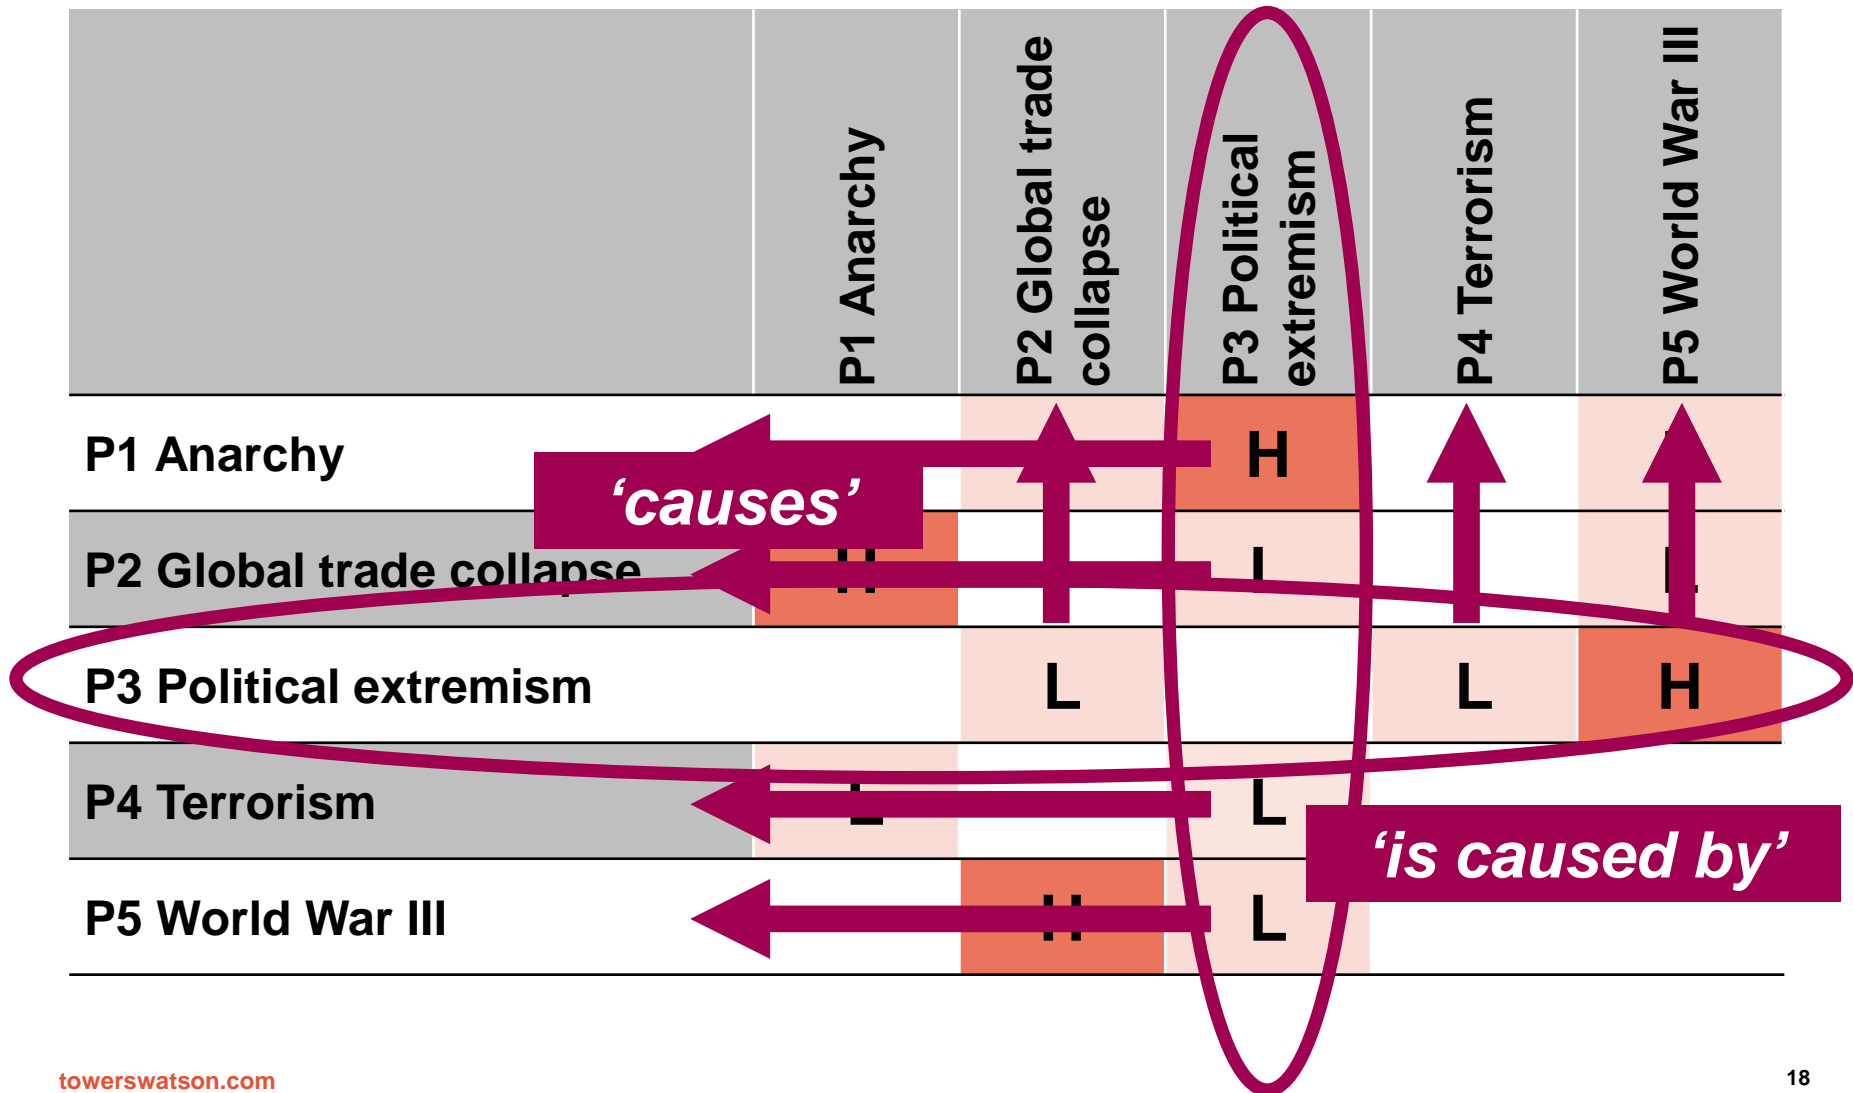 P1 Anarchy
P2 Global trade
collapse
P3 Political
extremism
P4 Terrorism
P5 World War III
P1 Anarchy
H
‘causes’
P2 Global trade collapse
H
L
L
P3 Political extremism
L
L
H
P4 Terrorism
L
L
‘is caused by’
P5 World War III
H
L
towerswatson.com
18